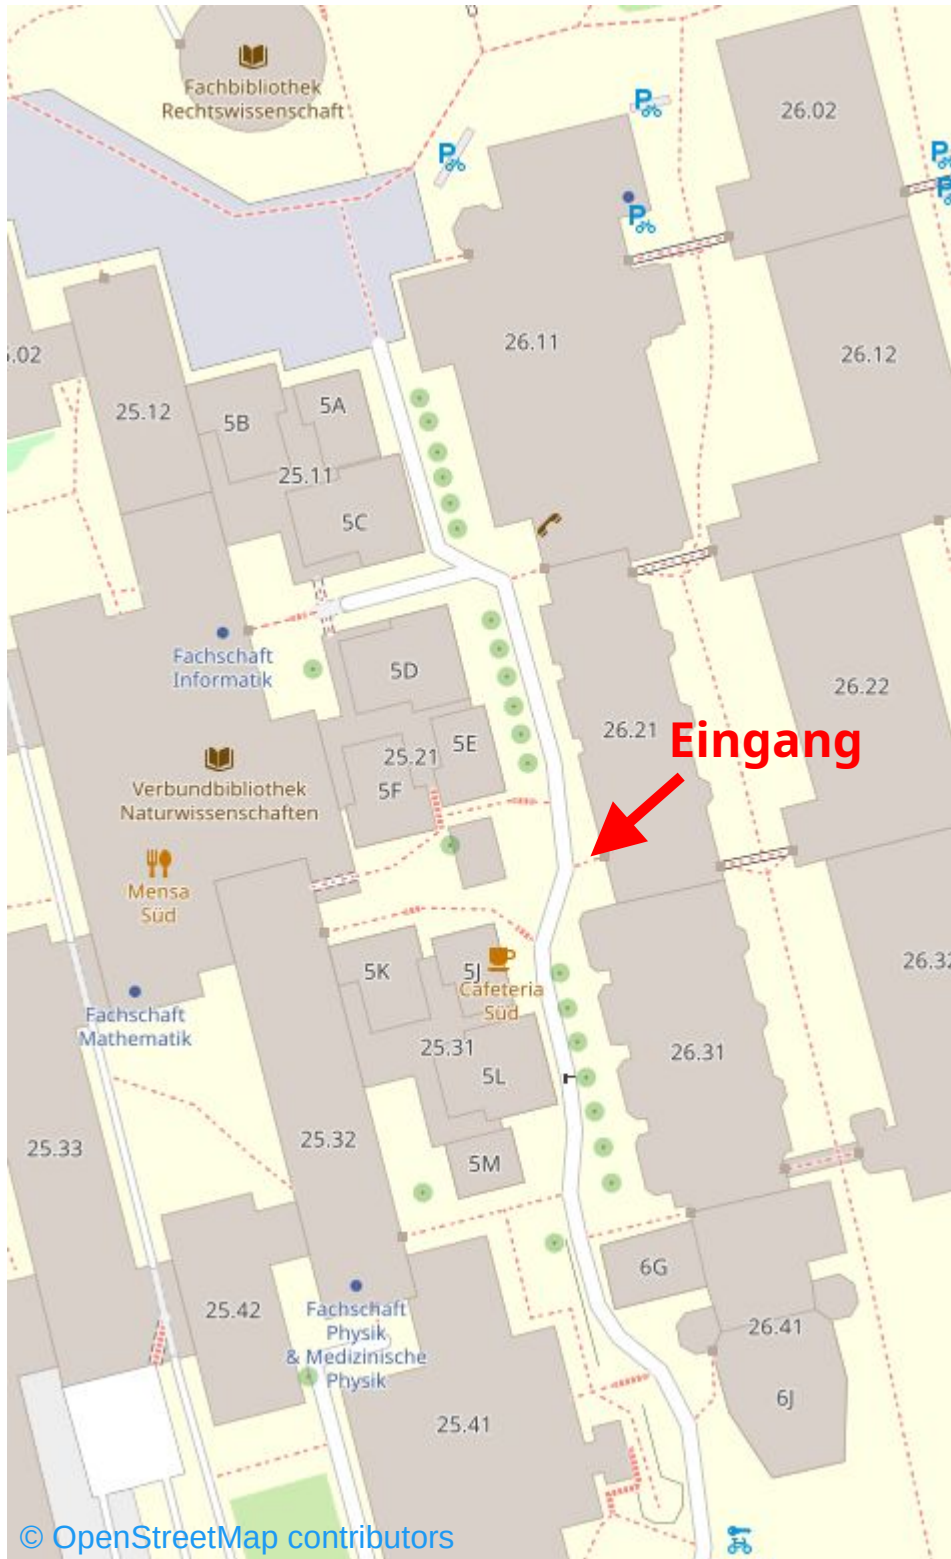 Fachbibliothek
Rechtswissenschaft
P
26.02
P
P
P
P
26.11
.02
26.12
25.12
5B
5A
25.11
5C
Fachschaft
Informatik
5D
26.22
26.21
Eingang
5E
25.21
5F
Verbundbibliothek
Naturwissenschaften
Mensa
Süd
5K
5J
Cafeteria
Süd
26.32
Fachschaft
Mathematik
25.31
26.31
5L
25.33
25.32
5M
6G
25.42
Fachschaft
Physik
& Medizinische
Physik
26.41
6J
25.41
© OpenStreetMap contributors